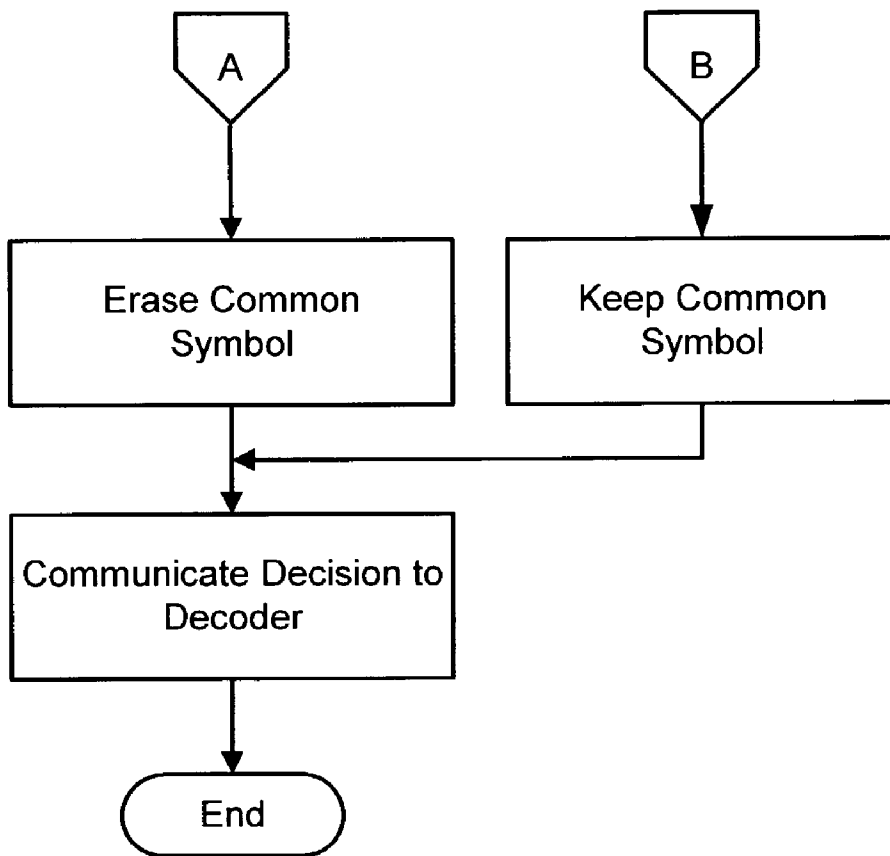 A
B
Erase Common
Symbol
Keep Common
Symbol
Communicate Decision to
Decoder
End